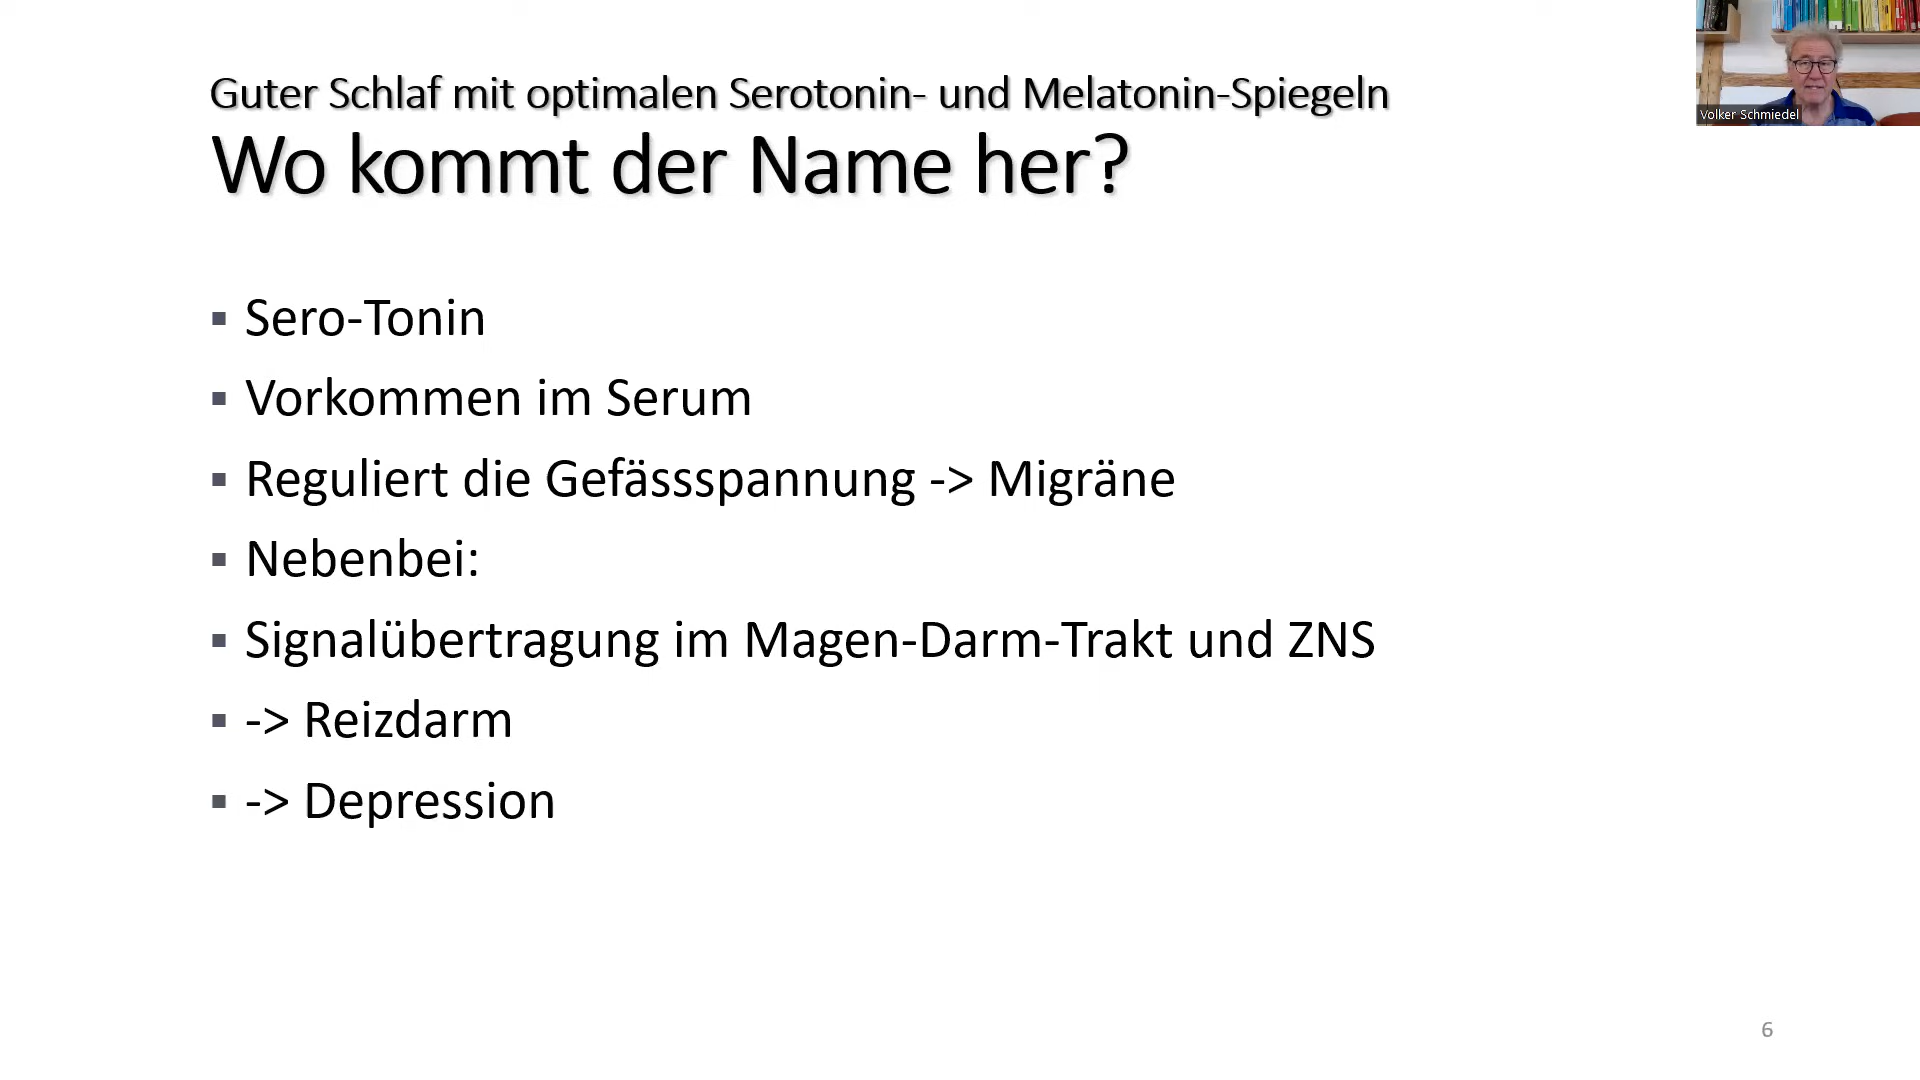 Guter Schlaf mit optimalen Serotonin- und Melatonin-Spiegeln
Wo kommt der Name her?
Volker Schmiedel
▪ Sero-Tonin
▪ Vorkommen im Serum
▪ Reguliert die Gefässspannung -> Migräne
▪ Nebenbei:
▪ Signalübertragung im Magen-Darm-Trakt und ZNS
▪ -> Reizdarm
▪ -> Depression
6